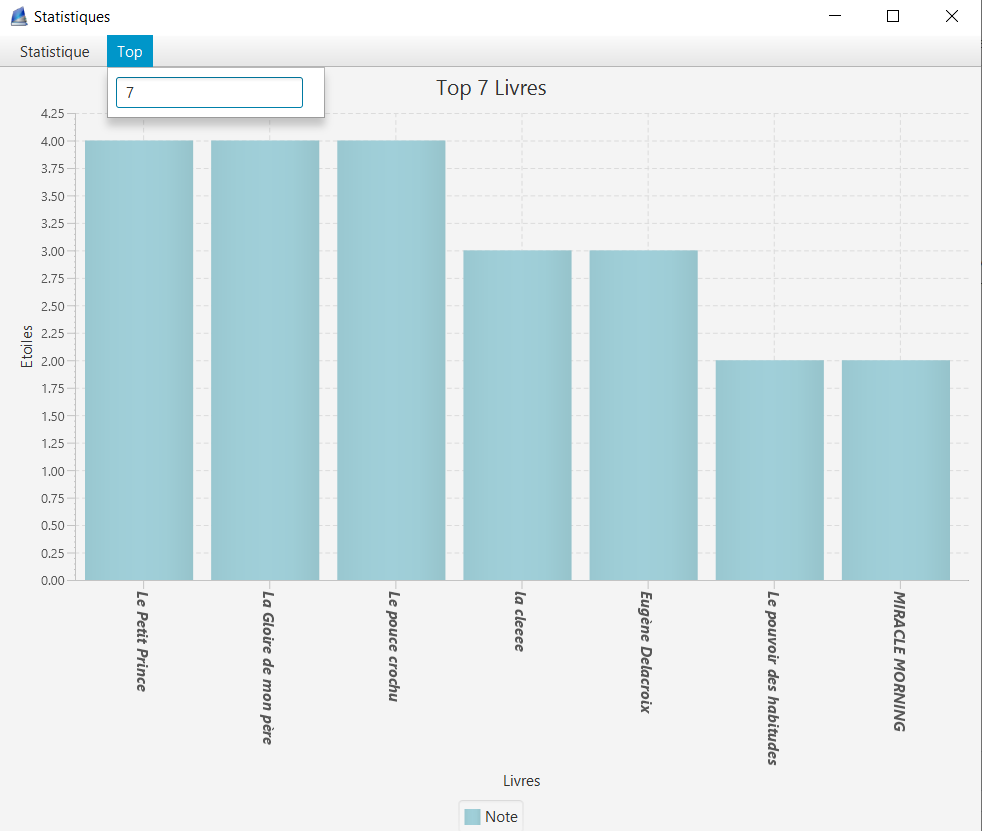 Statistiques
Statistique Top
7
Top 7 Livres
4.25
4.00
3.75
3.50
3.25
3.00
2.75
2.50
2.25
2.00
1.75
1.50
1.25
1.00
0.75
0.50
0.25
0.00
Etoiles
Le Petit Prince
La Gloire de mon père
Le pouce crochu
la cleeee
Eugène Delacroix
Le pouvoir des habitudes
MIRACLE MORNING
Livres
Note